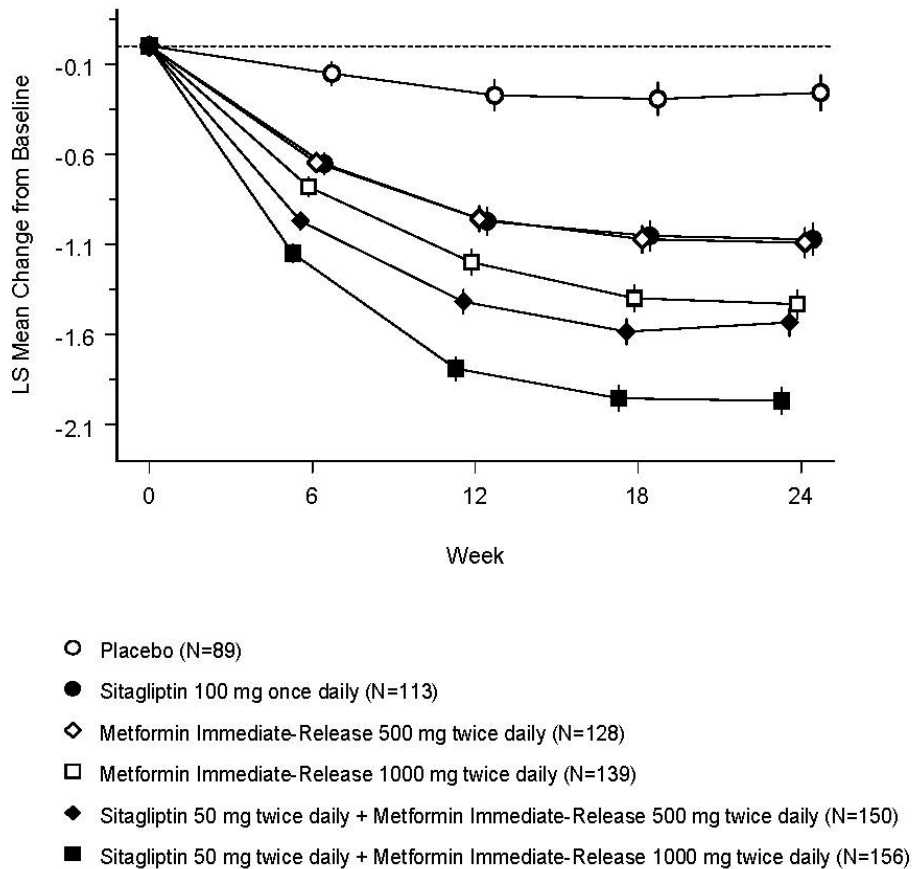 LS Mean Change from Baseline
-0.1
-0.6
-1.1
-1.6
-2.1
0 6 12 18 24
Week
Placebo (N=89)
Sitagliptin 100 mg once daily (N=113)
Metformin Immediate-Release 500 mg twice daily (N=128)
Metformin Immediate-Release 1000 mg twice daily (N=139)
Sitagliptin 50 mg twice daily + Metformin Immediate-Release 500 mg twice daily (N=150)
Sitagliptin 50 mg twice daily + Metformin Immediate-Release 1000 mg twice daily (N=156)